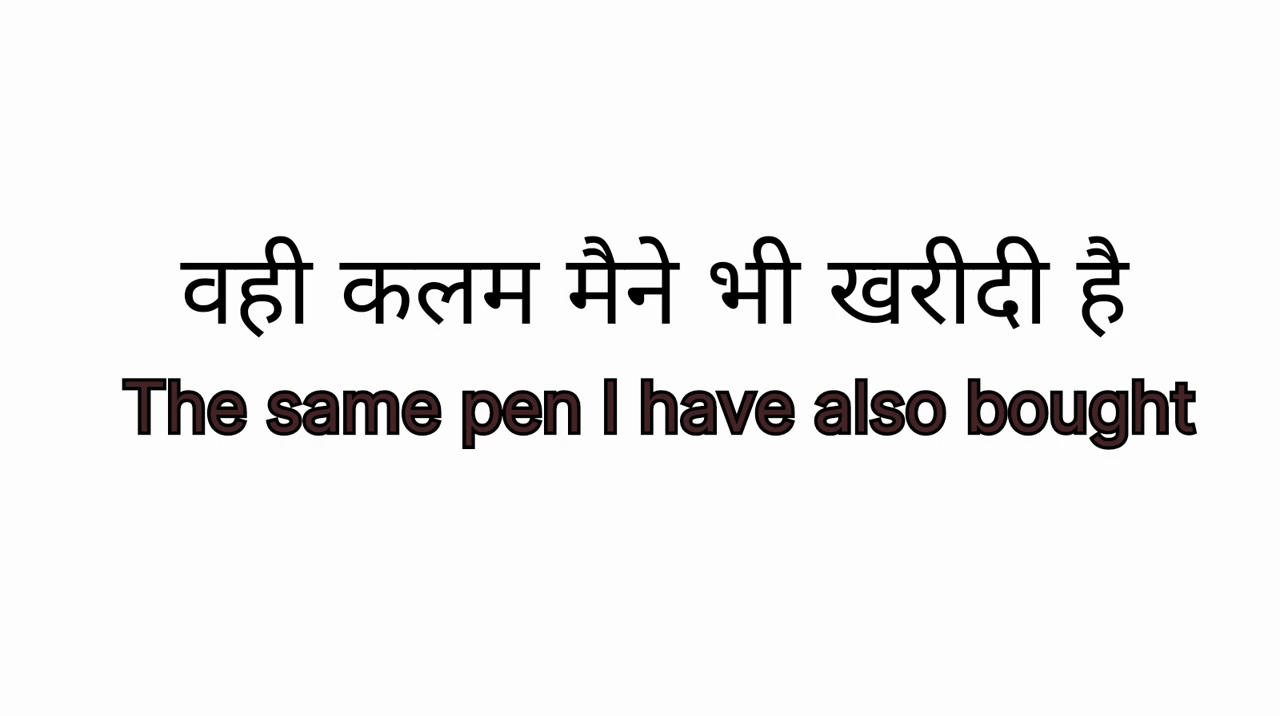 वही कलम मैने भी खरीदी है
The same pen I have also bought